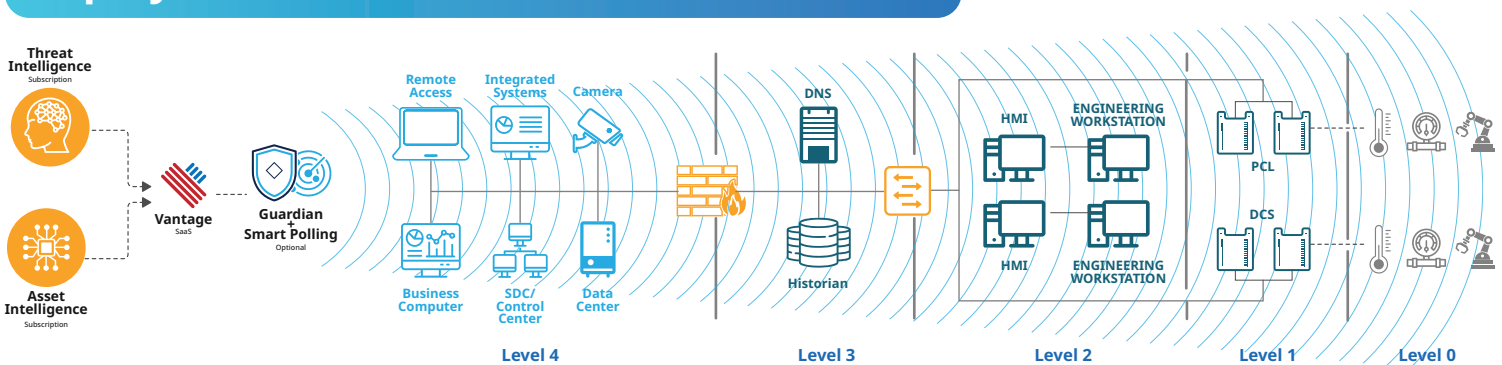 Threat
Intelligence
Subscription
Asset
Intelligence
Subscription
Vantage
SaaS
Guardian
+
Smart Polling
Optional
Remote
Access
Integrated
Systems
Camera
Business
Computer
SDC/
Control
Center
Data
Center
Level 4
DNS
Historian
Level 3
HMI
ENGINEERING
WORKSTATION
HMI
ENGINEERING
WORKSTATION
Level 2
PCL
DCS
Level 1
Level 0